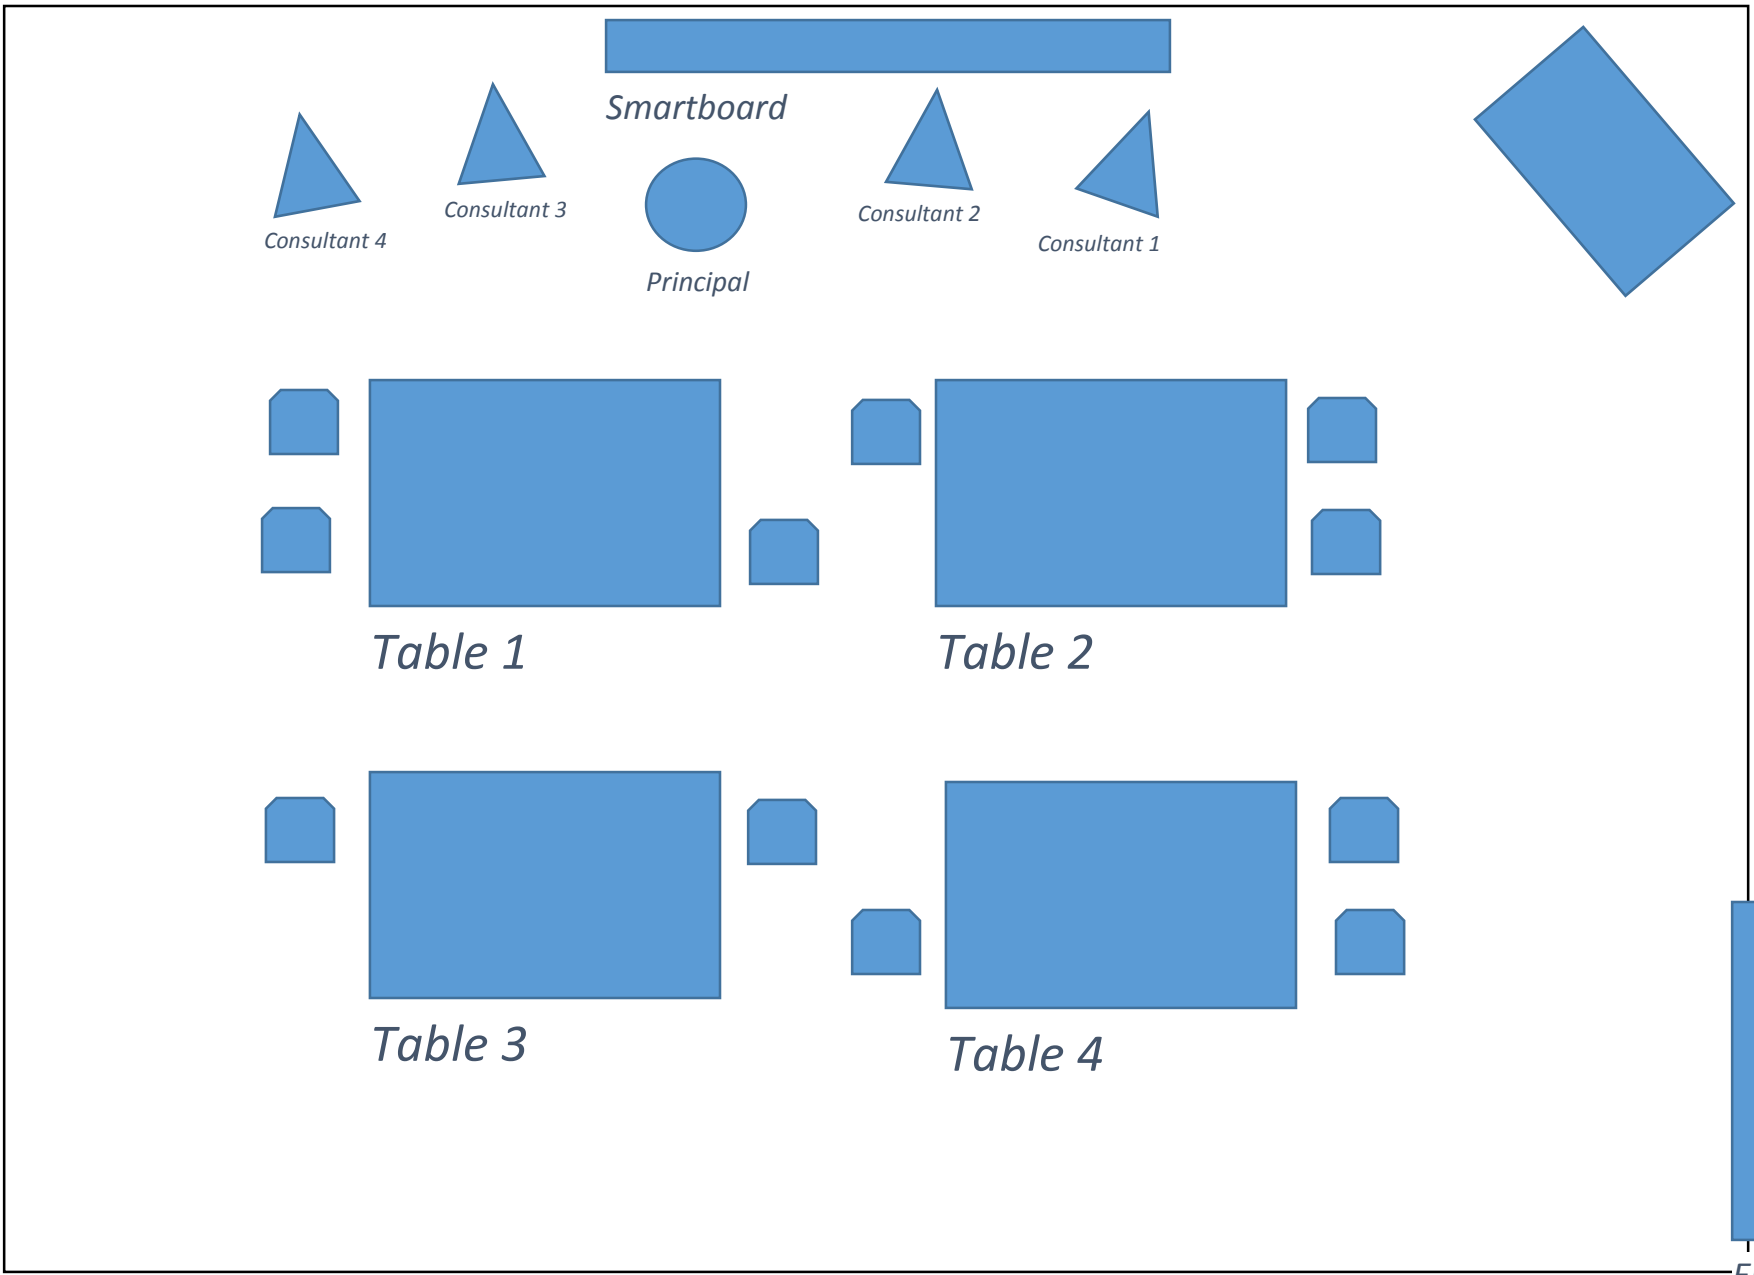 Smartboard
Consultant 3
Consultant 2
Consultant 4
Consultant 1
Principal
Table 1
Table 2
Table 3
Table 4